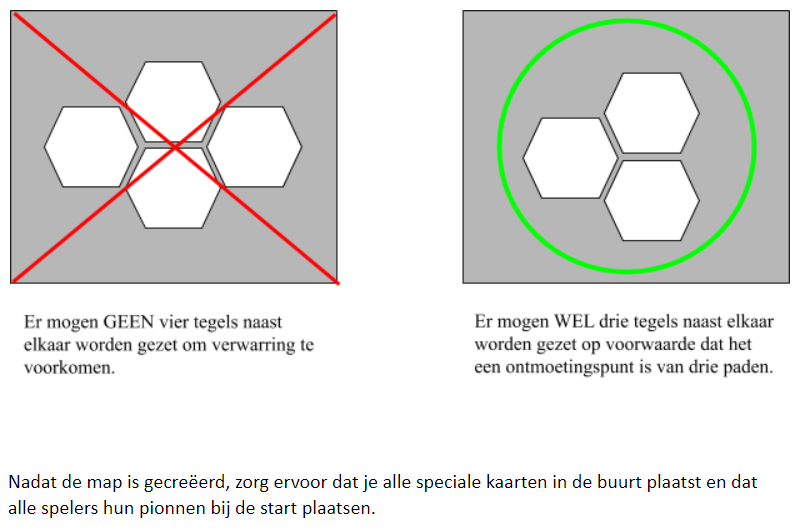 Er mogen GEEN vier tegels naast
elkaar worden gezet om verwarring te
voorkomen.
Er mogen WEL drie tegels naast elkaar
worden gezet op voorwaarde dat het
een ontmoetingspunt is van drie paden.
Nadat de map is gecreëerd, zorg ervoor dat je alle speciale kaarten in de buurt plaatst en dat
alle spelers hun pionnen bij de start plaatsen.